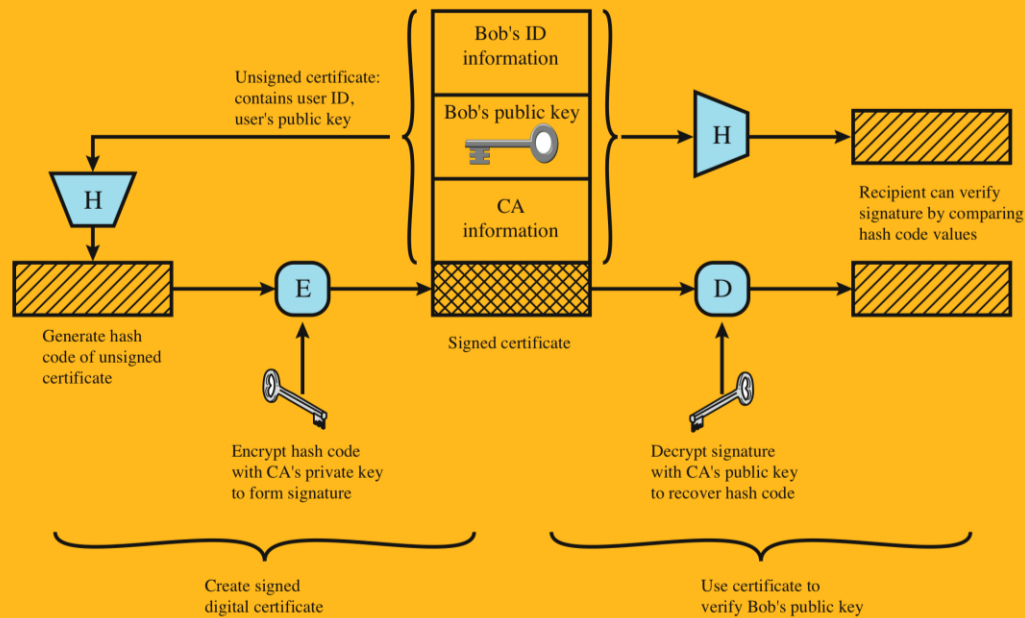 Bob's ID
information
Unsigned certificate:
contains user ID,
user's public key
Bob's public key
H
H
CA
information
Recipient can verify
signature by comparing
hash code values
E
D
Generate hash
code of unsigned
certificate
Signed certificate
Encrypt hash code
with CA's private key
to form signature
Decrypt signature
with CA's public key
to recover hash code
Create signed
digital certificate
Use certificate to
verify Bob's public key